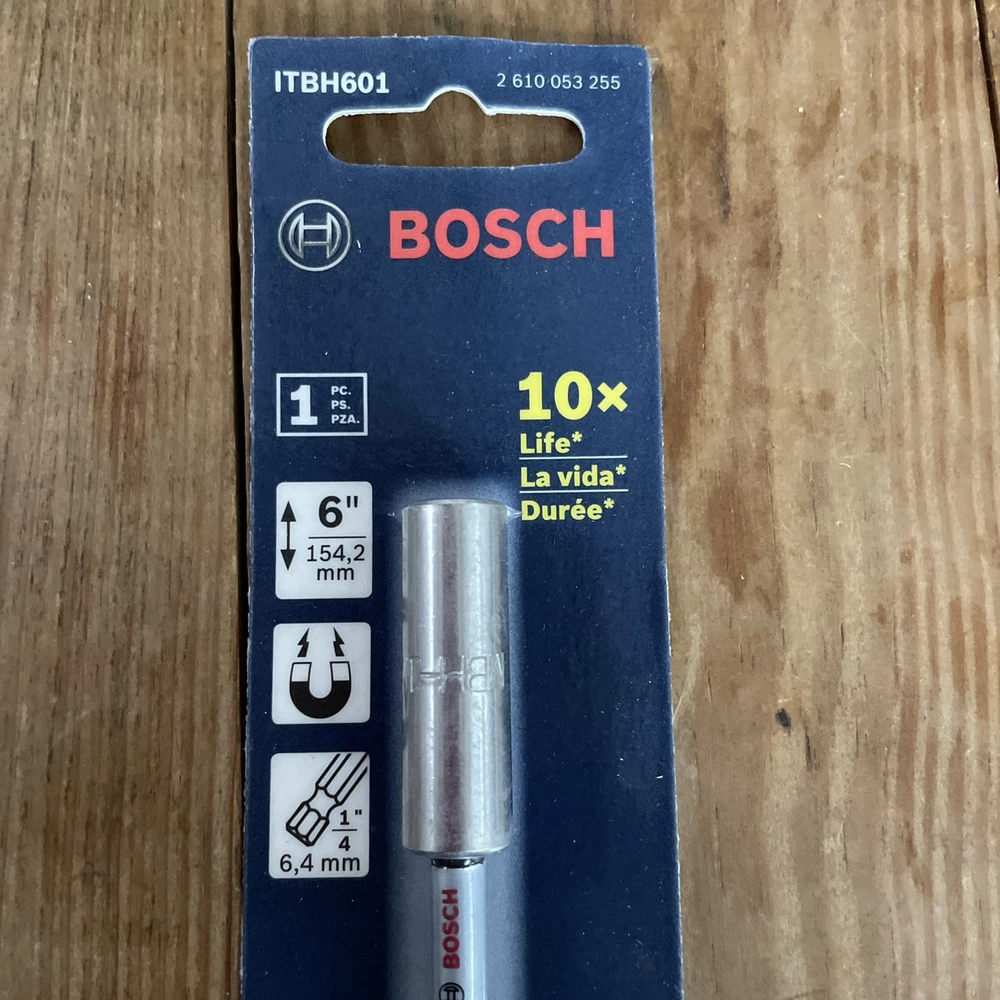 ITBH601 2 610 053 255
BOSCH
1 PC.
PS.
PZA.
10×
Life*
La vida*
Durée*
6"
154,2
mm
1"
4
6,4 mm
BOSCH